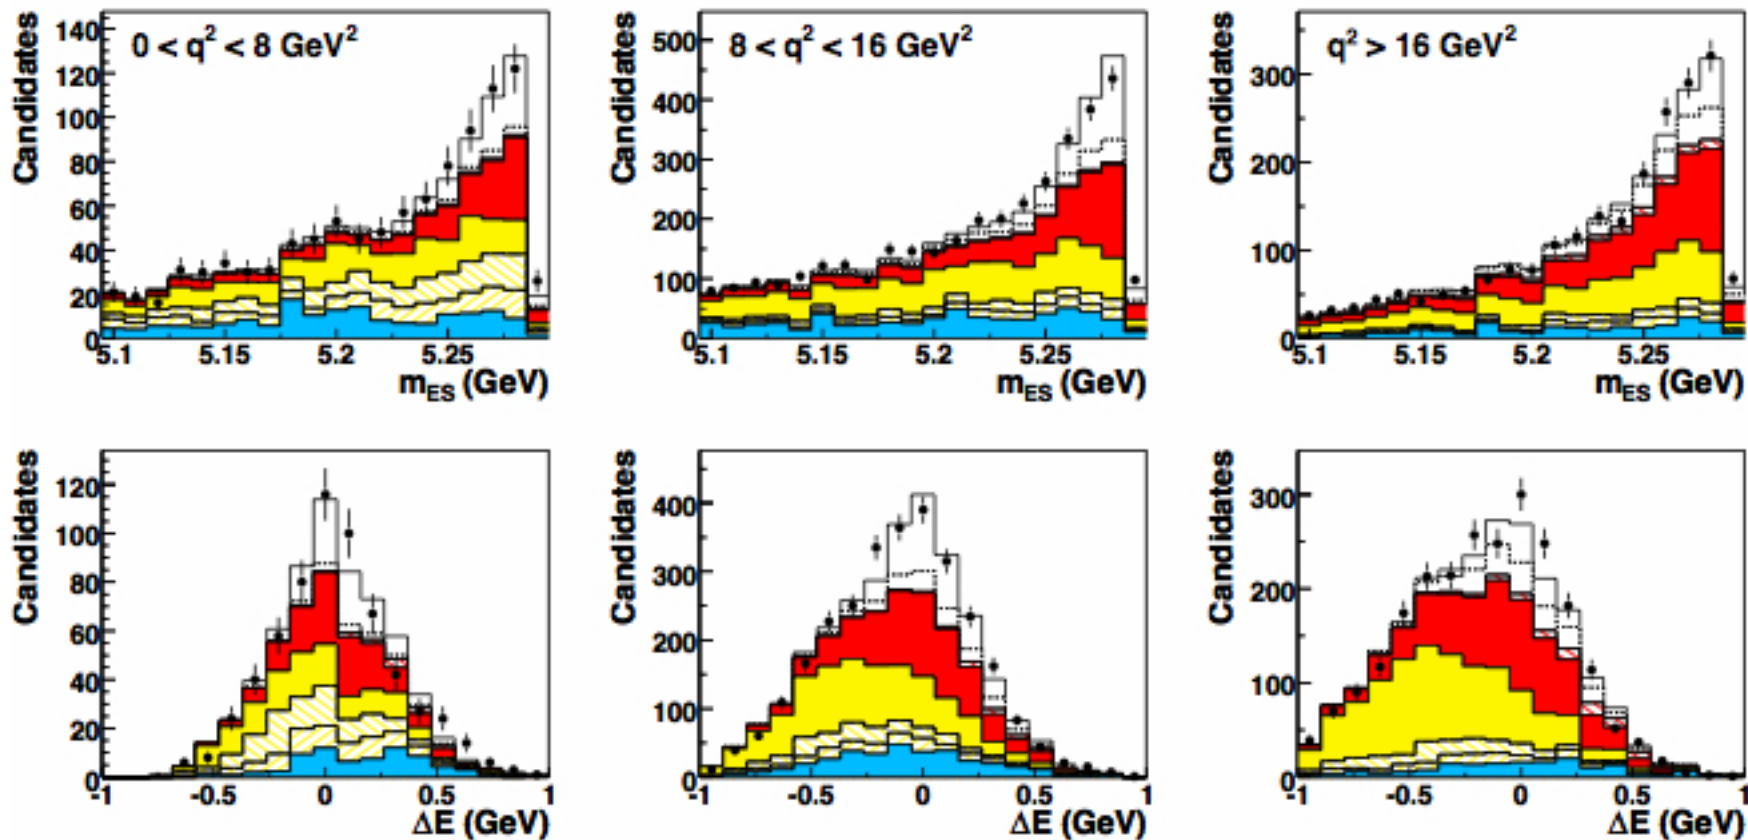 Candidates
140
120
100
80
60
40
20
0
0 < q² < 8 GeV²
5.1 5.15 5.2 5.25
m_ES (GeV)
Candidates
500
400
300
200
100
0
8 < q² < 16 GeV²
5.1 5.15 5.2 5.25
m_ES (GeV)
Candidates
300
200
100
0
q² > 16 GeV²
5.1 5.15 5.2 5.25
m_ES (GeV)
Candidates
120
100
80
60
40
20
0
-1 -0.5 0 0.5 1
ΔE (GeV)
Candidates
400
300
200
100
0
-1 -0.5 0 0.5 1
ΔE (GeV)
Candidates
300
200
100
-1 -0.5 0 0.5 1
ΔE (GeV)